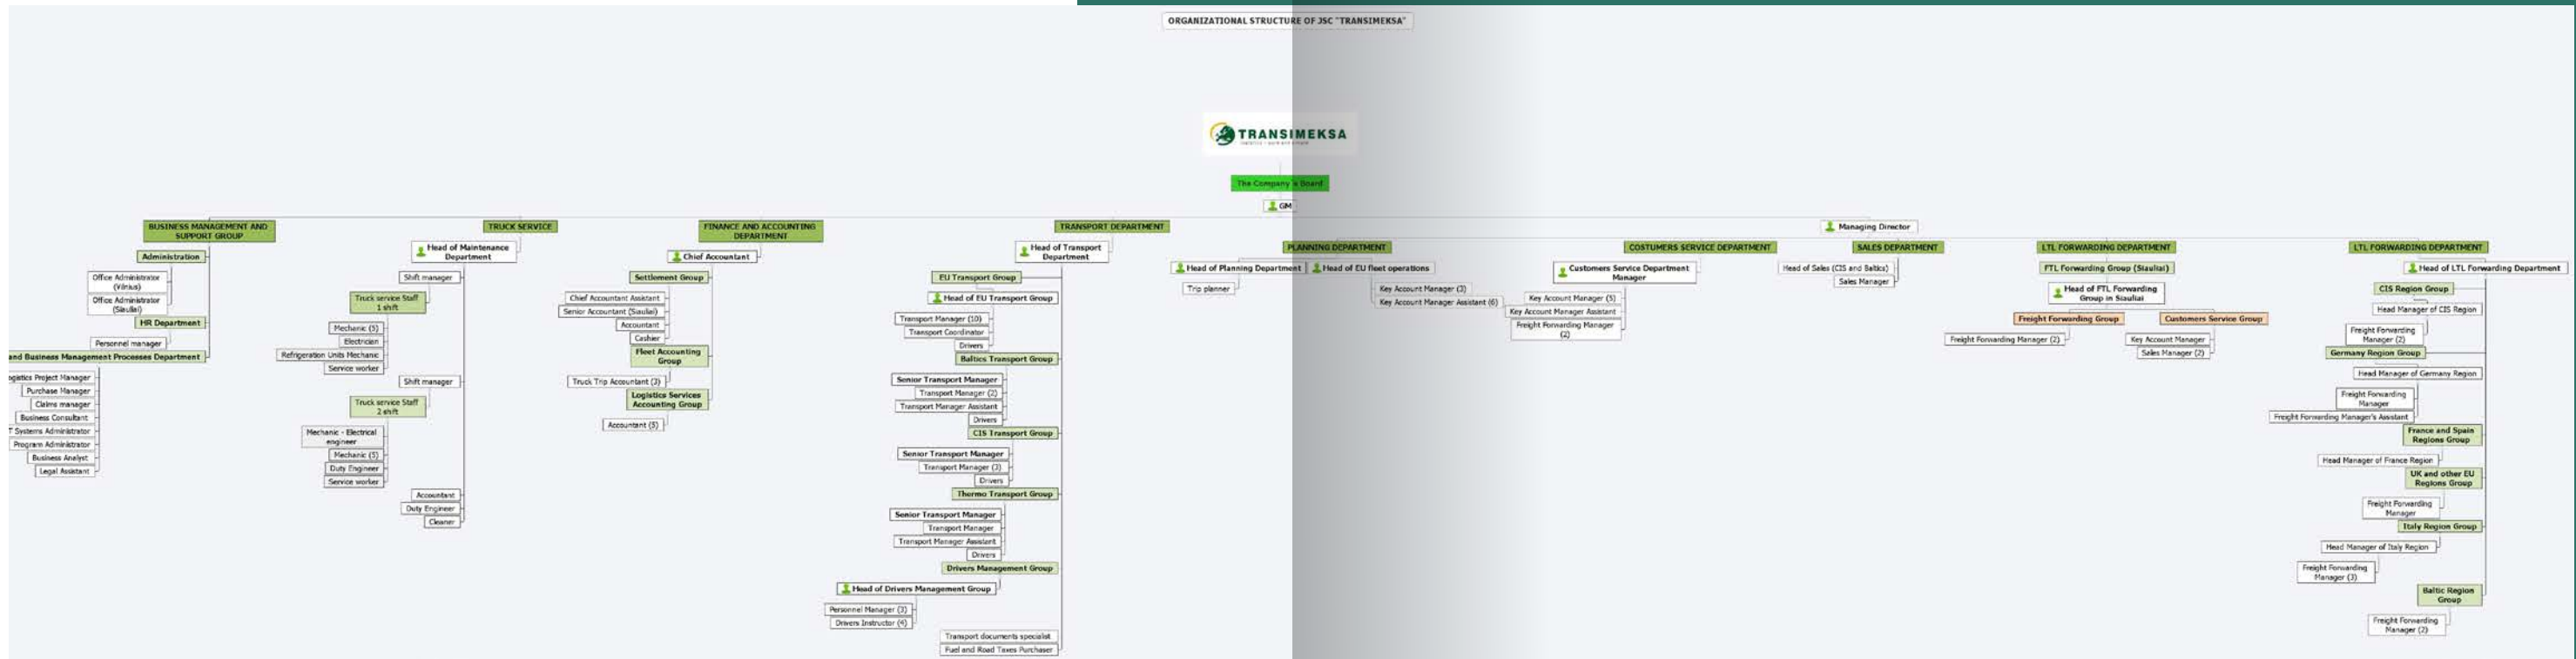 ORGANIZATIONAL STRUCTURE OF JSC "TRANSIMEKSA"
TRANSIMEKSA
The Company`s Board
GM
BUSINESS MANAGEMENT AND
SUPPORT GROUP
Administration
Office Administrator
(Vilnius)
Office Administrator
(Siauliai)
HR Department
Personnel manager
and Business Management Processes Department
Logistics Project Manager
Purchase Manager
Claims manager
Business Consultant
IT Systems Administrator
Program Administrator
Business Analyst
Legal Assistant
TRUCK SERVICE
Head of Maintenance
Department
Shift manager
Truck service Staff
1 shift
Mechanic (5)
Electrician
Refrigeration Units Mechanic
Service worker
Shift manager
Truck service Staff
2 shift
Mechanic - Electrical
engineer
Mechanic (5)
Duty Engineer
Service worker
Accountant
Duty Engineer
Cleaner
FINANCE AND ACCOUNTING
DEPARTMENT
Chief Accountant
Settlement Group
Chief Accountant Assistant
Senior Accountant (Siauliai)
Accountant
Cashier
Fleet Accounting
Group
Truck Trip Accountant (3)
Logistics Services
Accounting Group
Accountant (5)
TRANSPORT DEPARTMENT
Head of Transport
Department
EU Transport Group
Head of EU Transport Group
Transport Manager (10)
Transport Coordinator
Drivers
Baltics Transport Group
Senior Transport Manager
Transport Manager (2)
Transport Manager Assistant
Drivers
CIS Transport Group
Senior Transport Manager
Transport Manager (3)
Drivers
Thermo Transport Group
Senior Transport Manager
Transport Manager
Transport Manager Assistant
Drivers
Drivers Management Group
Head of Drivers Management Group
Personnel Manager (3)
Drivers Instructor (4)
Transport documents specialist
Fuel and Road Taxes Purchaser
Managing Director
PLANNING DEPARTMENT
Head of Planning Department
Trip planner
Head of EU fleet operations
Key Account Manager (3)
Key Account Manager Assistant (6)
COSTUMERS SERVICE DEPARTMENT
Customers Service Department
Manager
Key Account Manager (5)
Key Account Manager Assistant
Freight Forwarding Manager
(2)
SALES DEPARTMENT
Head of Sales (CIS and Baltics)
Sales Manager
LTL FORWARDING DEPARTMENT
FTL Forwarding Group (Siauliai)
Head of FTL Forwarding
Group in Siauliai
Freight Forwarding Group
Freight Forwarding Manager (2)
Customers Service Group
Key Account Manager
Sales Manager (2)
LTL FORWARDING DEPARTMENT
Head of LTL Forwarding Department
CIS Region Group
Head Manager of CIS Region
Freight Forwarding
Manager (2)
Germany Region Group
Head Manager of Germany Region
Freight Forwarding
Manager
Freight Forwarding Manager's Assistant
France and Spain
Regions Group
Head Manager of France Region
UK and other EU
Regions Group
Freight Forwarding
Manager
Italy Region Group
Head Manager of Italy Region
Freight Forwarding
Manager (3)
Baltic Region
Group
Freight Forwarding
Manager (2)